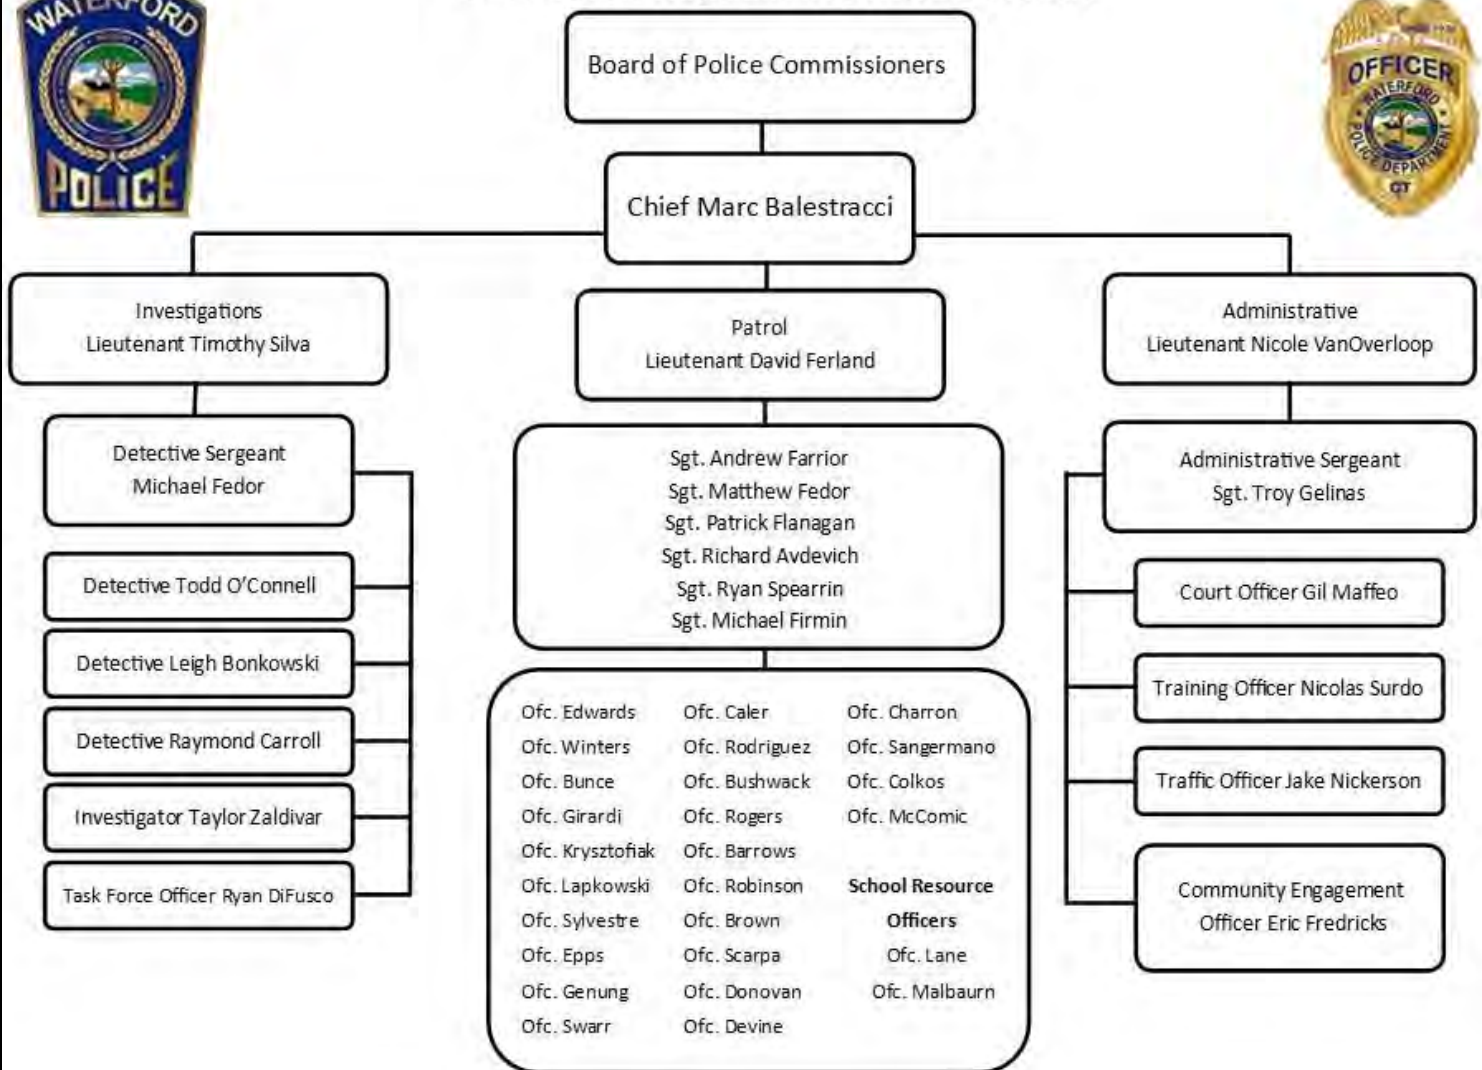 WATERFORD
POLICE
OFFICER
WATERFORD
POLICE DEPARTMENT
Board of Police Commissioners
Chief Marc Balestracci
Investigations
Lieutenant Timothy Silva
Detective Sergeant
Michael Fedor
Detective Todd O’Connell
Detective Leigh Bonkowski
Detective Raymond Carroll
Investigator Taylor Zaldivar
Task Force Officer Ryan DiFusco
Patrol
Lieutenant David Ferland
Sgt. Andrew Farrior
Sgt. Matthew Fedor
Sgt. Patrick Flanagan
Sgt. Richard Avdevich
Sgt. Ryan Spearrin
Sgt. Michael Firmin
Ofc. Edwards
Ofc. Winters
Ofc. Bunce
Ofc. Girardi
Ofc. Krysztofiak
Ofc. Lapkowski
Ofc. Sylvestre
Ofc. Epps
Ofc. Genung
Ofc. Swarr
Ofc. Caler
Ofc. Rodriguez
Ofc. Bushwack
Ofc. Rogers
Ofc. Barrows
Ofc. Robinson
Ofc. Brown
Ofc. Scarpa
Ofc. Donovan
Ofc. Devine
Ofc. Charron
Ofc. Sangermano
Ofc. Colkos
Ofc. McComic
School Resource
Officers
Ofc. Lane
Ofc. Malbaurn
Administrative
Lieutenant Nicole VanOverloop
Administrative Sergeant
Sgt. Troy Gelinas
Court Officer Gil Maffeo
Training Officer Nicolas Surdo
Traffic Officer Jake Nickerson
Community Engagement
Officer Eric Fredricks